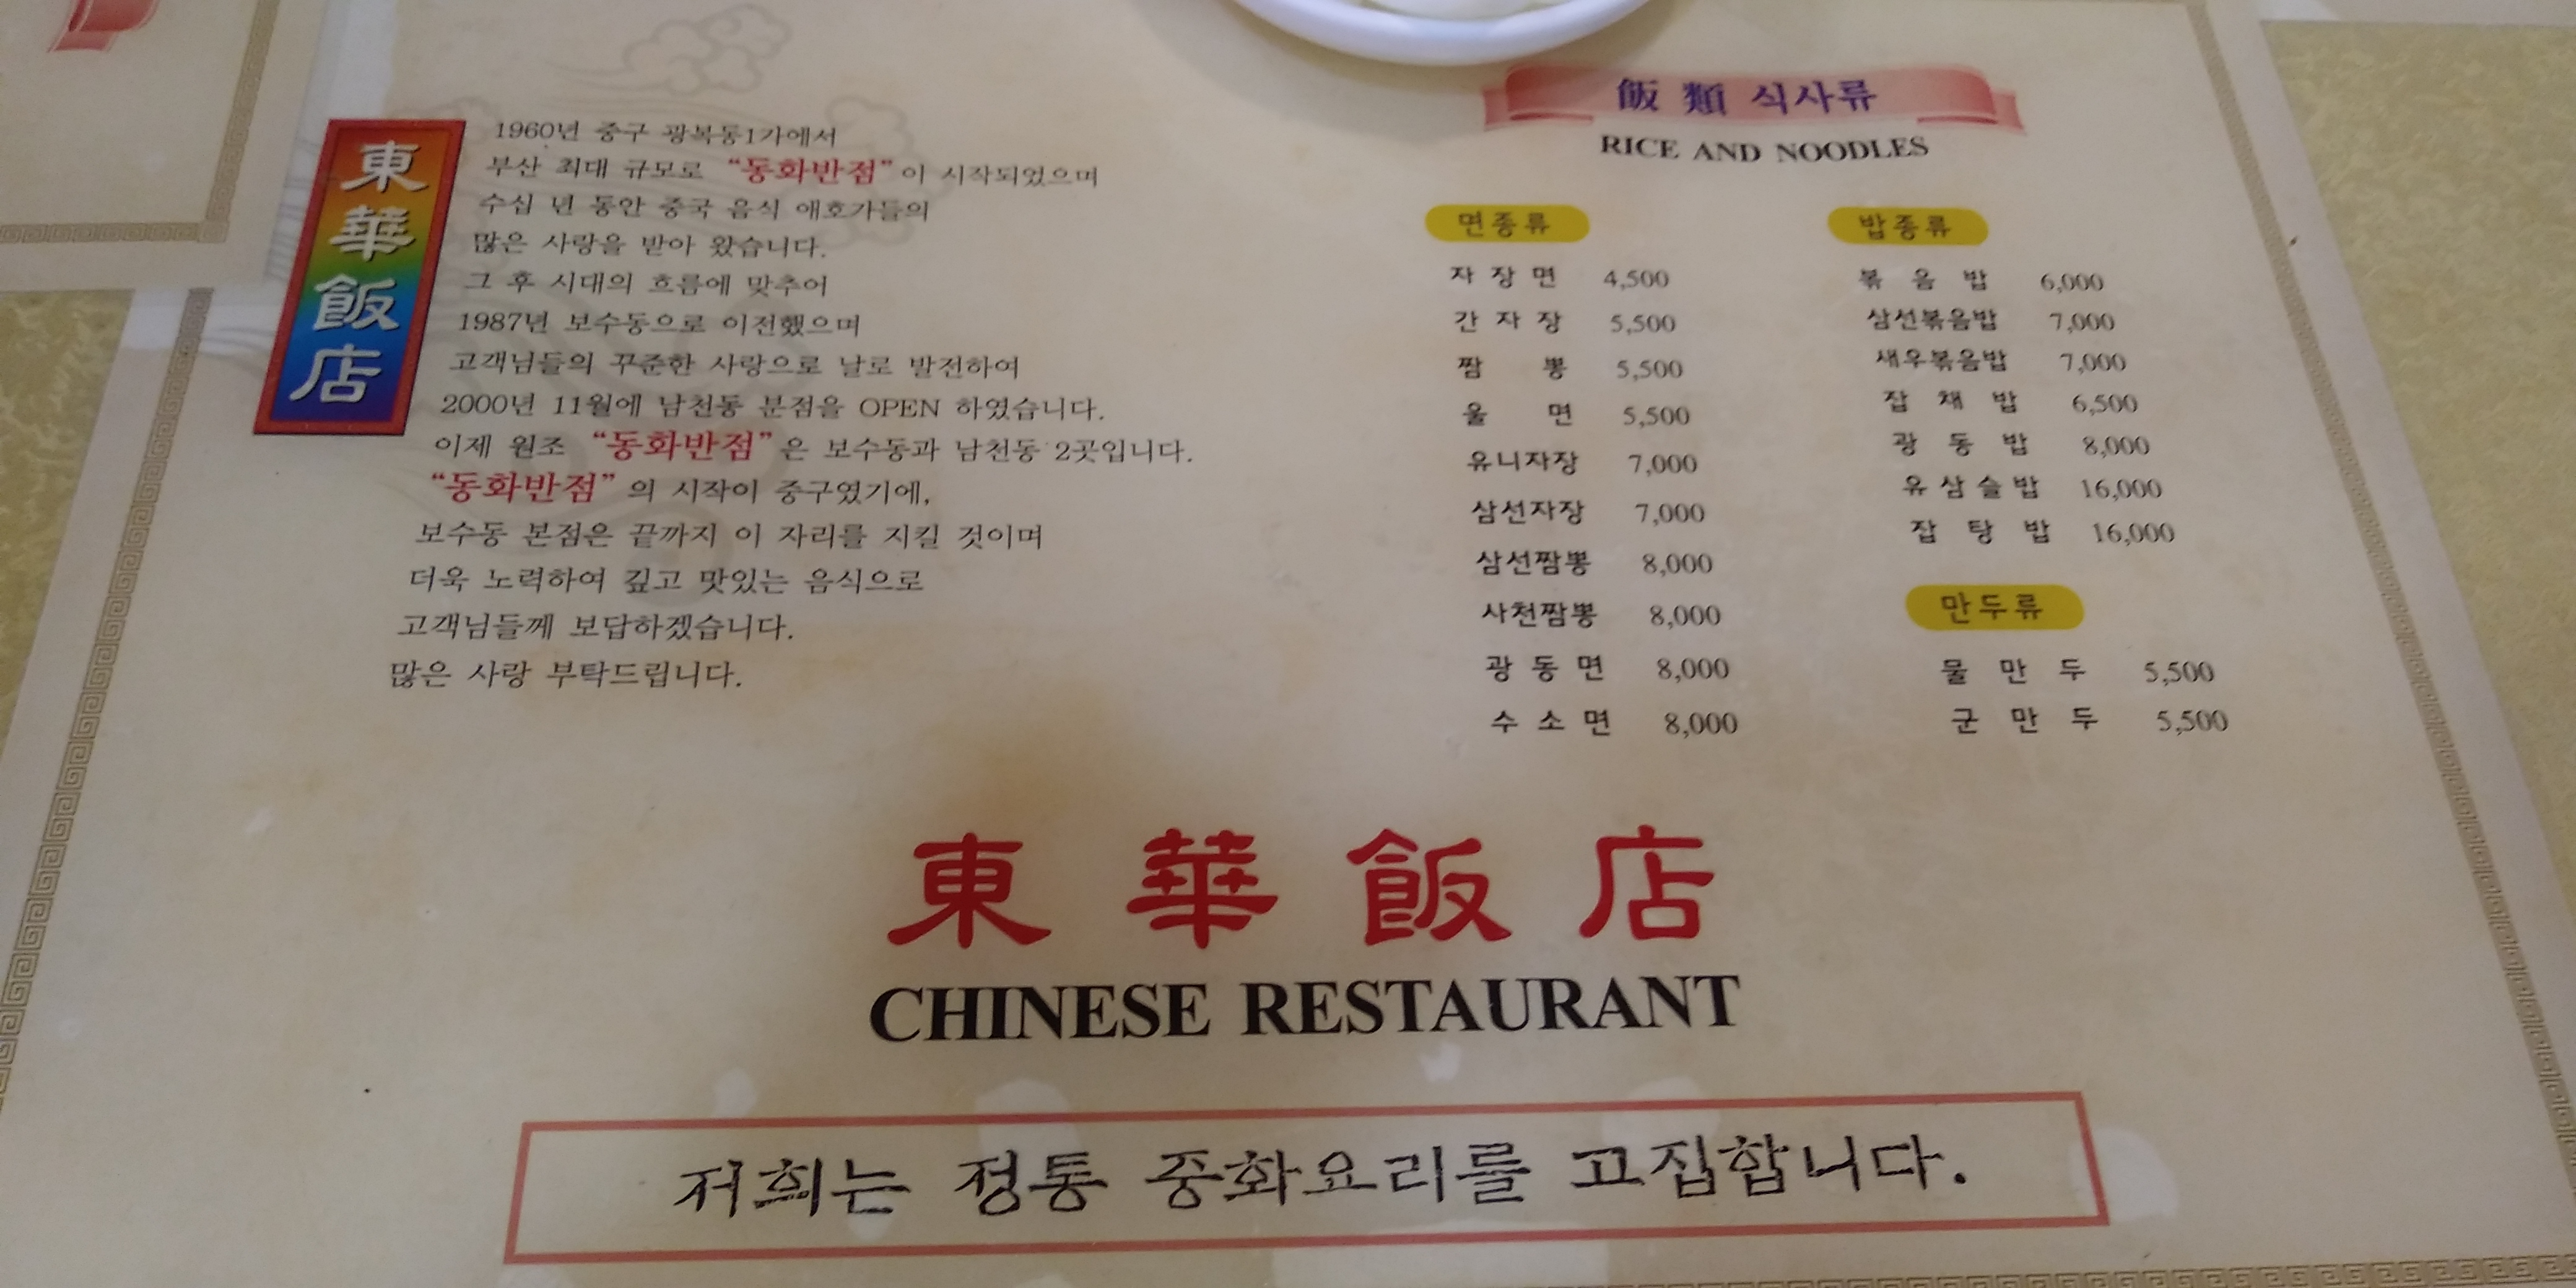 東華飯店
1960년 중구 광복동1가에서
부산 최대 규모로 “동화반점”이 시작되었으며
수십 년 동안 중국 음식 애호가들의
많은 사랑을 받아 왔습니다.
그 후 시대의 흐름에 맞추어
1987년 보수동으로 이전했으며
고객님들의 꾸준한 사랑으로 날로 발전하여
2000년 11월에 남천동 분점을 OPEN 하였습니다.
이제 원조 “동화반점”은 보수동과 남천동 2곳입니다.
“동화반점”의 시작이 중구였기에,
보수동 본점은 끝까지 이 자리를 지킬 것이며
더욱 노력하여 깊고 맛있는 음식으로
고객님들께 보답하겠습니다.
많은 사랑 부탁드립니다.
飯類 식사류
RICE AND NOODLES
면종류
자장면 4,500
간자장 5,500
짬뽕 5,500
울면 5,500
유니자장 7,000
삼선자장 7,000
삼선짬뽕 8,000
사천짬뽕 8,000
광동면 8,000
수소면 8,000
밥종류
볶음밥 6,000
삼선볶음밥 7,000
새우볶음밥 7,000
잡채밥 6,500
광동밥 8,000
유삼슬밥 16,000
잡탕밥 16,000
만두류
물만두 5,500
군만두 5,500
東華飯店
CHINESE RESTAURANT
저희는 정통 중화요리를 고집합니다.